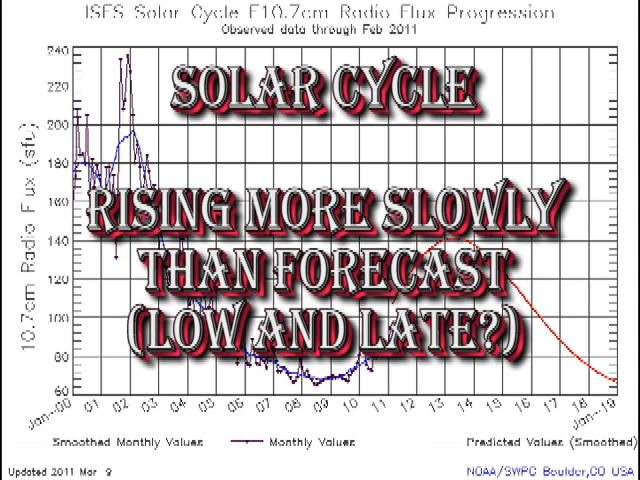 ISES Solar Cycle F10.7cm Radio Flux Progression
Observed data through Feb 2011
SOLAR CYCLE
RISING MORE SLOWLY
THAN FORECAST
(LOW AND LATE?)
10.7cm Radio Flux (sfu)
240
220
200
180
160
140
120
100
80
60
Jan-00 01 02 03 04 05 06 07 08 09 10 11 12 13 14 15 16 17 18 Jan-19
Smoothed Monthly Values Monthly Values Predicted Values (Smoothed)
Updated 2011 Mar 9 NOAA/SWPC Boulder,CO USA